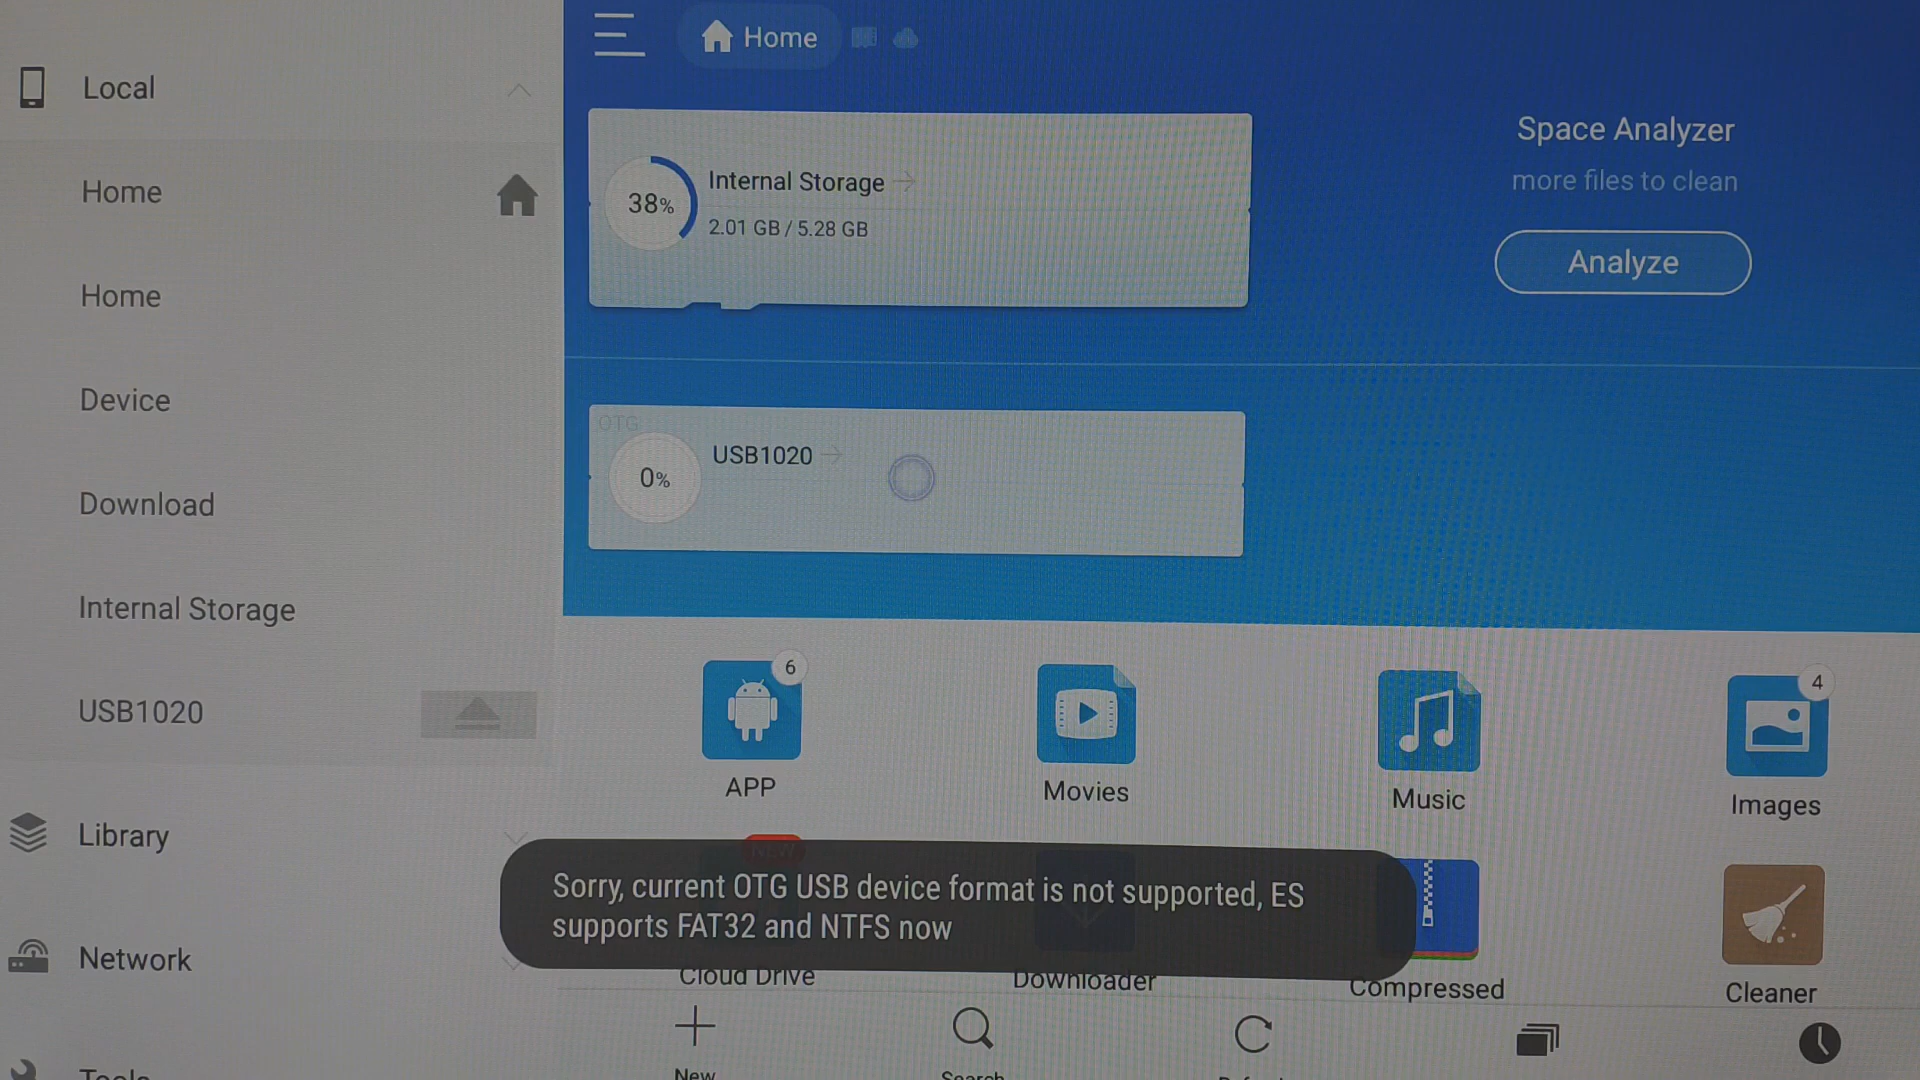 Local
Home
Home
Device
Download
Internal Storage
USB1020
Library
Network
Tools
Home
38%
Internal Storage
2.01 GB / 5.28 GB
Space Analyzer
more files to clean
Analyze
OTG
0%
USB1020
6
APP
Movies
Music
4
Images
NEW
Sorry, current OTG USB device format is not supported, ES
supports FAT32 and NTFS now
Cloud Drive
Downloader
Compressed
Cleaner
New
Search